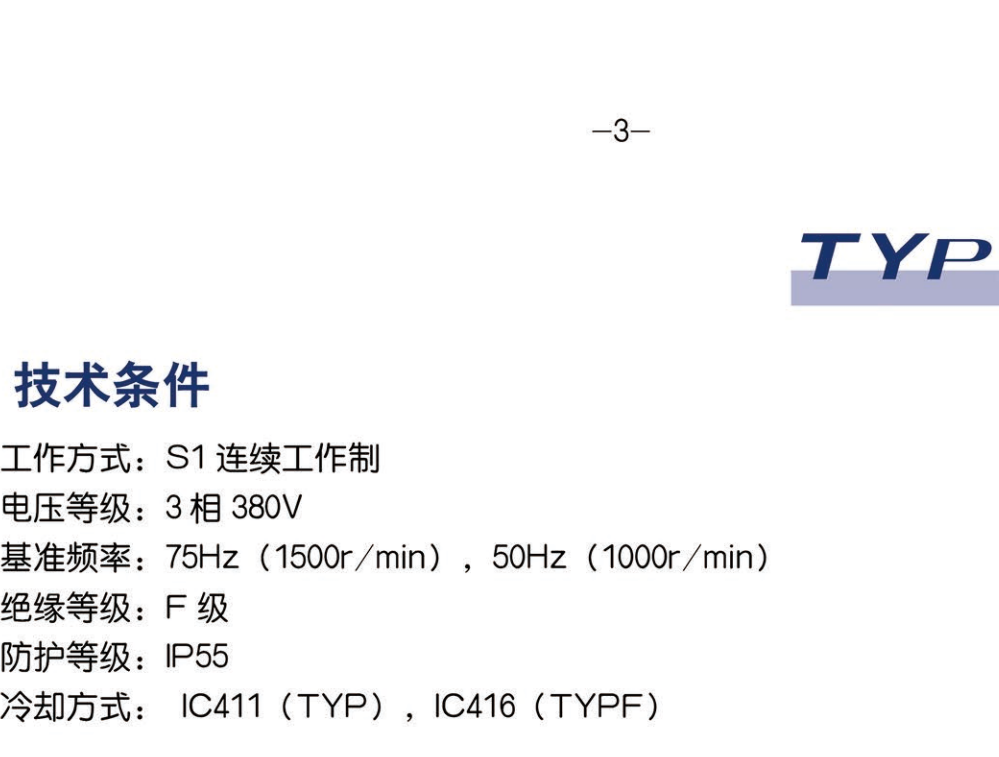 –3–
TYP
技术条件
工作方式：S1 连续工作制
电压等级：3 相 380V
基准频率：75Hz（1500r/min），50Hz（1000r/min）
绝缘等级：F 级
防护等级：IP55
冷却方式： IC411（TYP），IC416（TYPF）